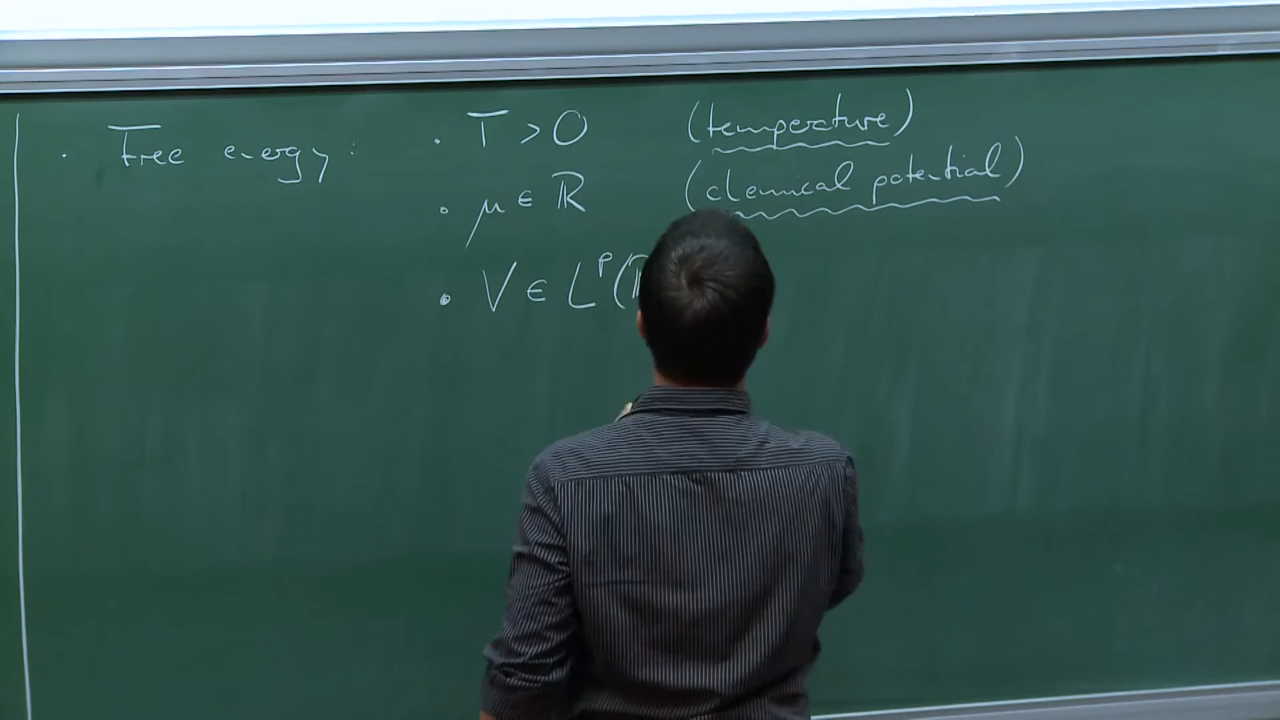 · Free energy: · T > 0 (temperature)
· μ ∈ ℝ (chemical potential)
· V ∈ L^p(ℝ